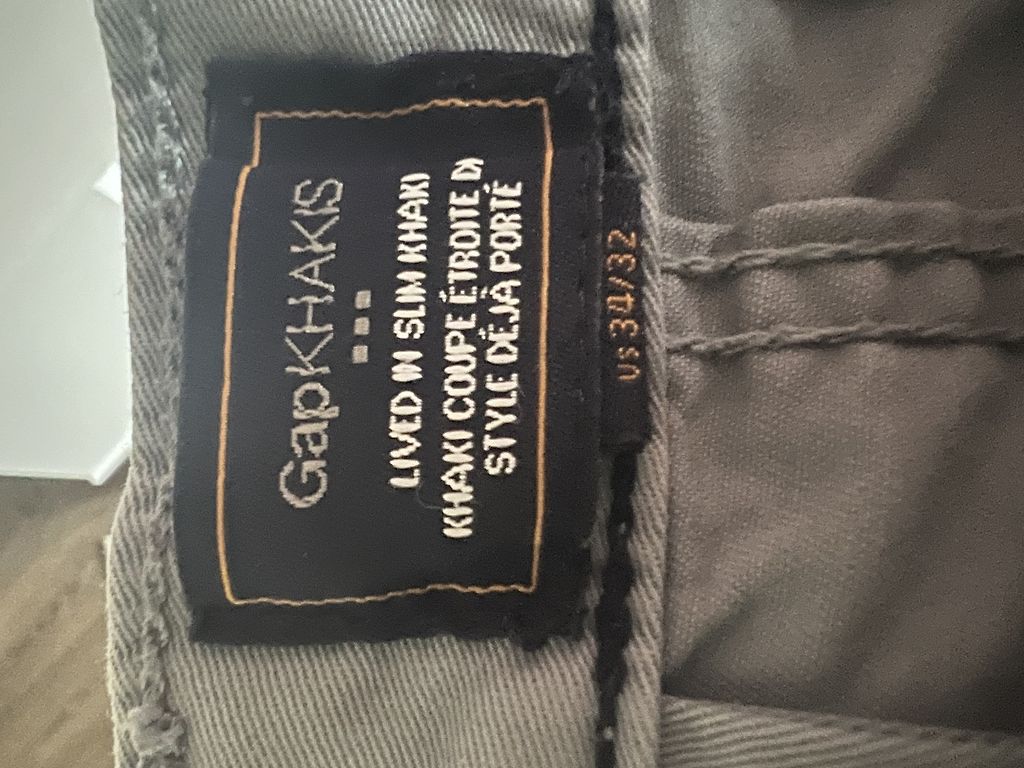 GapKHAKIS
LIVED IN SLIM KHAKI
KHAKI COUPE ÉTROITE DI
STYLE DÉJÀ PORTÉ
US 34/32